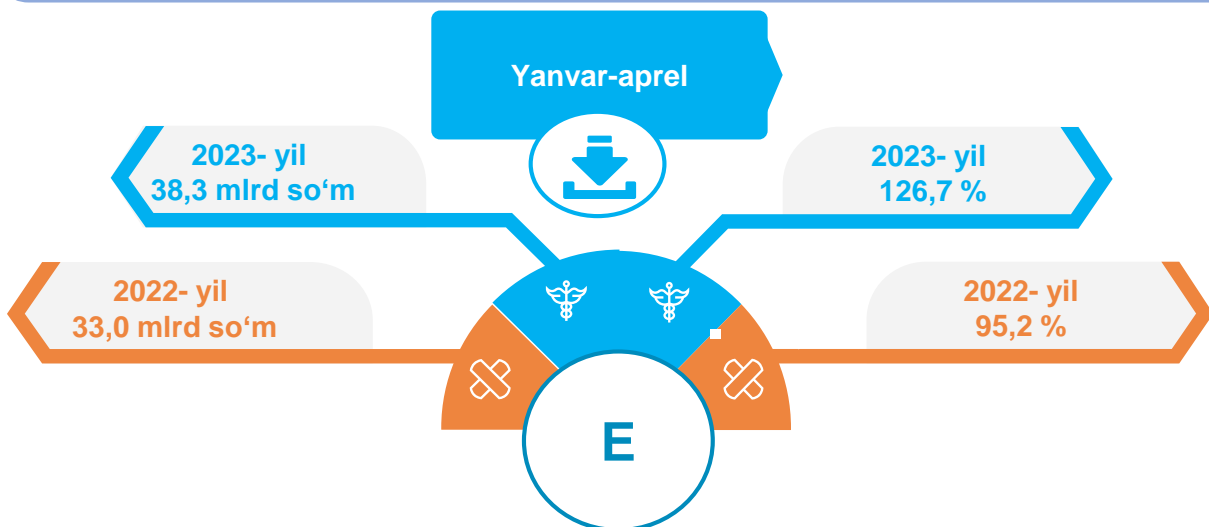 Yanvar-aprel
2023- yil
38,3 mlrd so‘m
2023- yil
126,7 %
2022- yil
33,0 mlrd so‘m
2022- yil
95,2 %
E